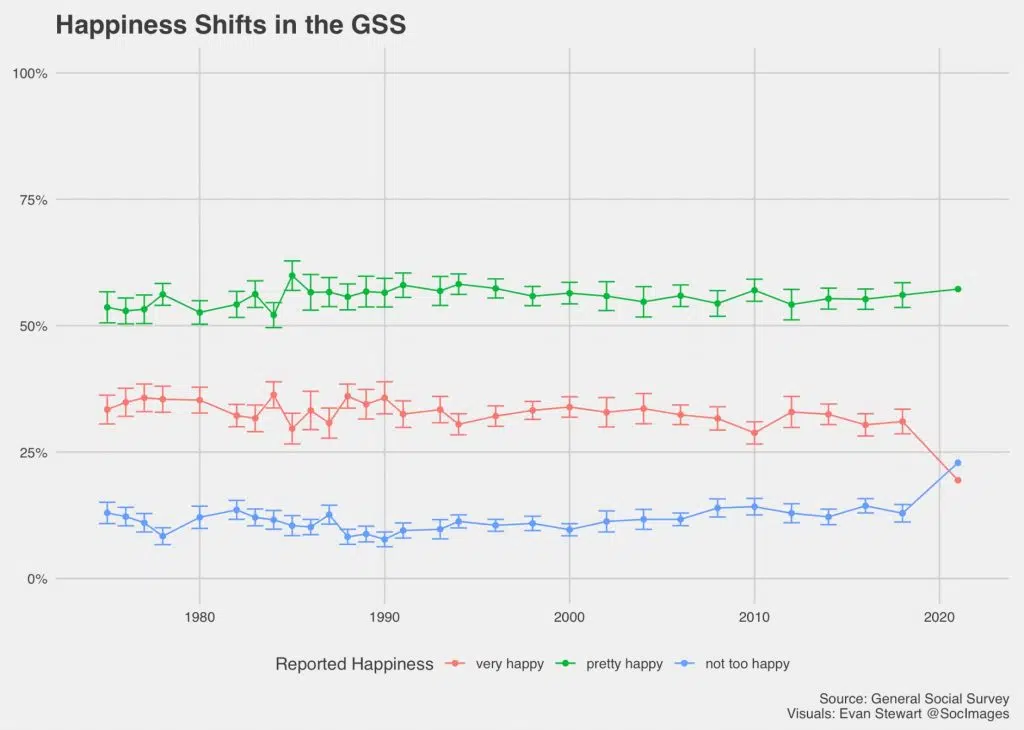 Happiness Shifts in the GSS
100%
75%
50%
25%
0%
1980 1990 2000 2010 2020
Reported Happiness very happy pretty happy not too happy
Source: General Social Survey
Visuals: Evan Stewart @SocImages